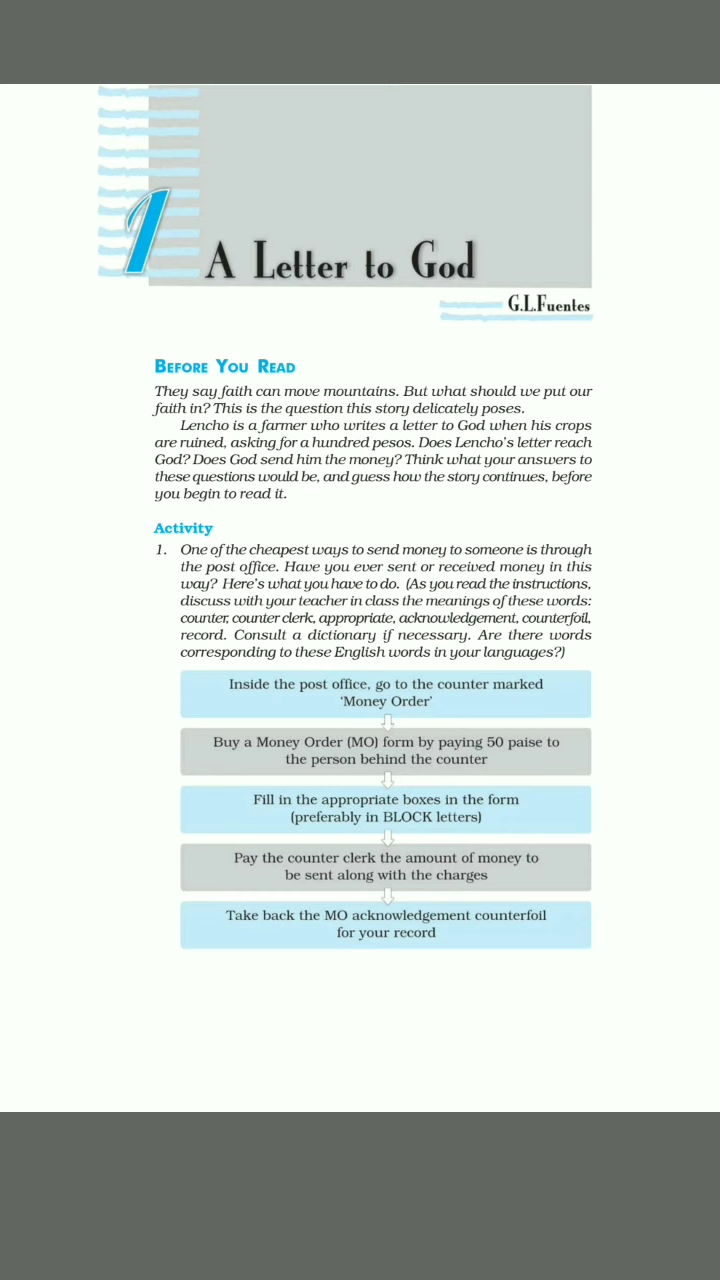 1
A Letter to God
G.L.Fuentes
BEFORE YOU READ
They say faith can move mountains. But what should we put our
faith in? This is the question this story delicately poses.
Lencho is a farmer who writes a letter to God when his crops
are ruined, asking for a hundred pesos. Does Lencho's letter reach
God? Does God send him the money? Think what your answers to
these questions would be, and guess how the story continues, before
you begin to read it.
Activity
1. One of the cheapest ways to send money to someone is through
the post office. Have you ever sent or received money in this
way? Here's what you have to do. (As you read the instructions,
discuss with your teacher in class the meanings of these words:
counter, counter clerk, appropriate, acknowledgement, counterfoil,
record. Consult a dictionary if necessary. Are there words
corresponding to these English words in your languages?)
Inside the post office, go to the counter marked
'Money Order'
Buy a Money Order (MO) form by paying 50 paise to
the person behind the counter
Fill in the appropriate boxes in the form
(preferably in BLOCK letters)
Pay the counter clerk the amount of money to
be sent along with the charges
Take back the MO acknowledgement counterfoil
for your record